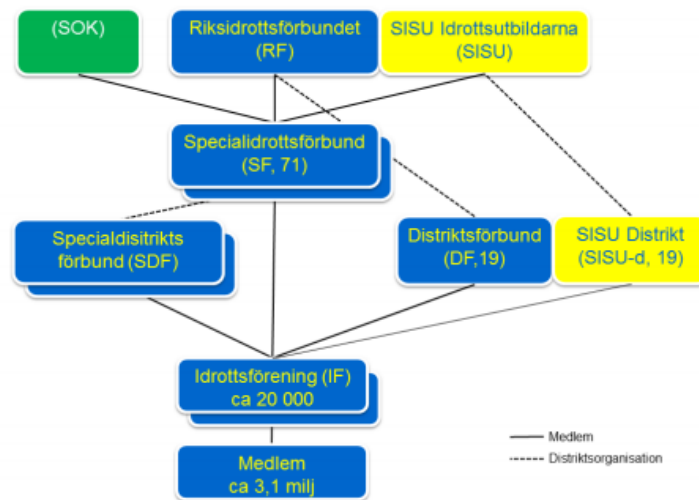 (SOK)
Riksidrottsförbundet
(RF)
SISU Idrottsutbildarna
(SISU)
Specialidrottsförbund
(SF, 71)
Specialdisitrikts
förbund (SDF)
Distriktsförbund
(DF,19)
SISU Distrikt
(SISU-d, 19)
Idrottsförening (IF)
ca 20 000
Medlem
ca 3,1 milj
Medlem
Distriktsorganisation